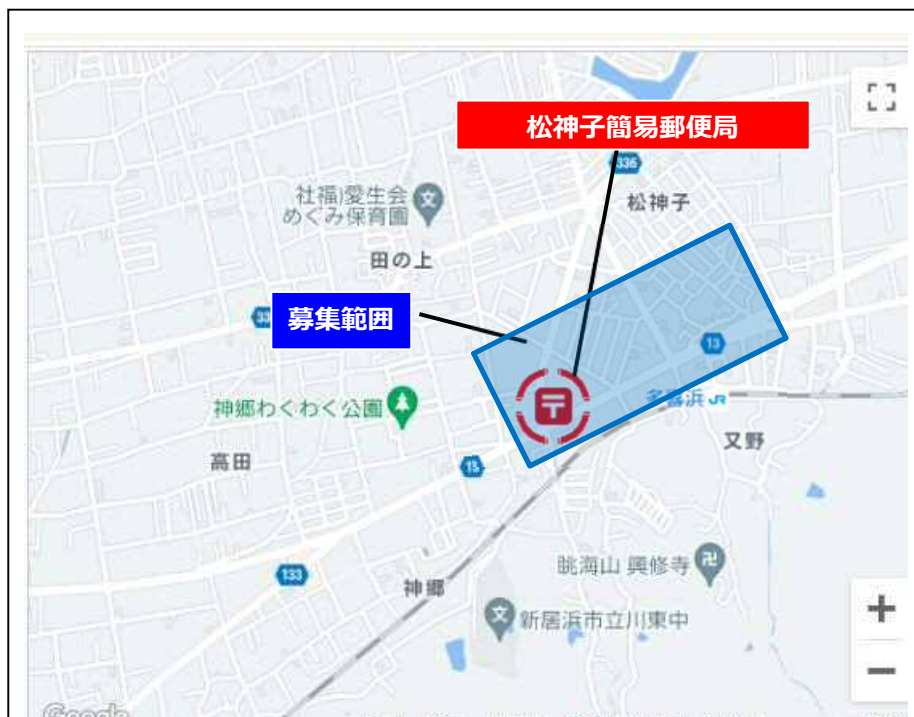 松神子簡易郵便局
336
松神子
社福)愛生会
めぐみ保育園
田の上
募集範囲
13
多喜浜 JR
神郷わくわく公園
又野
高田
15
眺海山 興修寺
133
神郷
新居浜市立川東中
+
−
Google